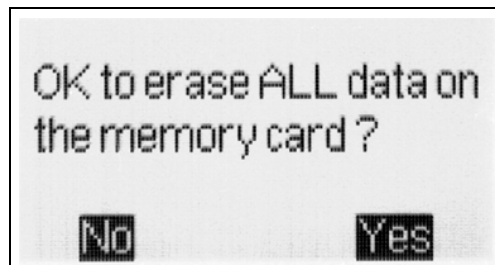 OK to erase ALL data on
the memory card ?
No Yes